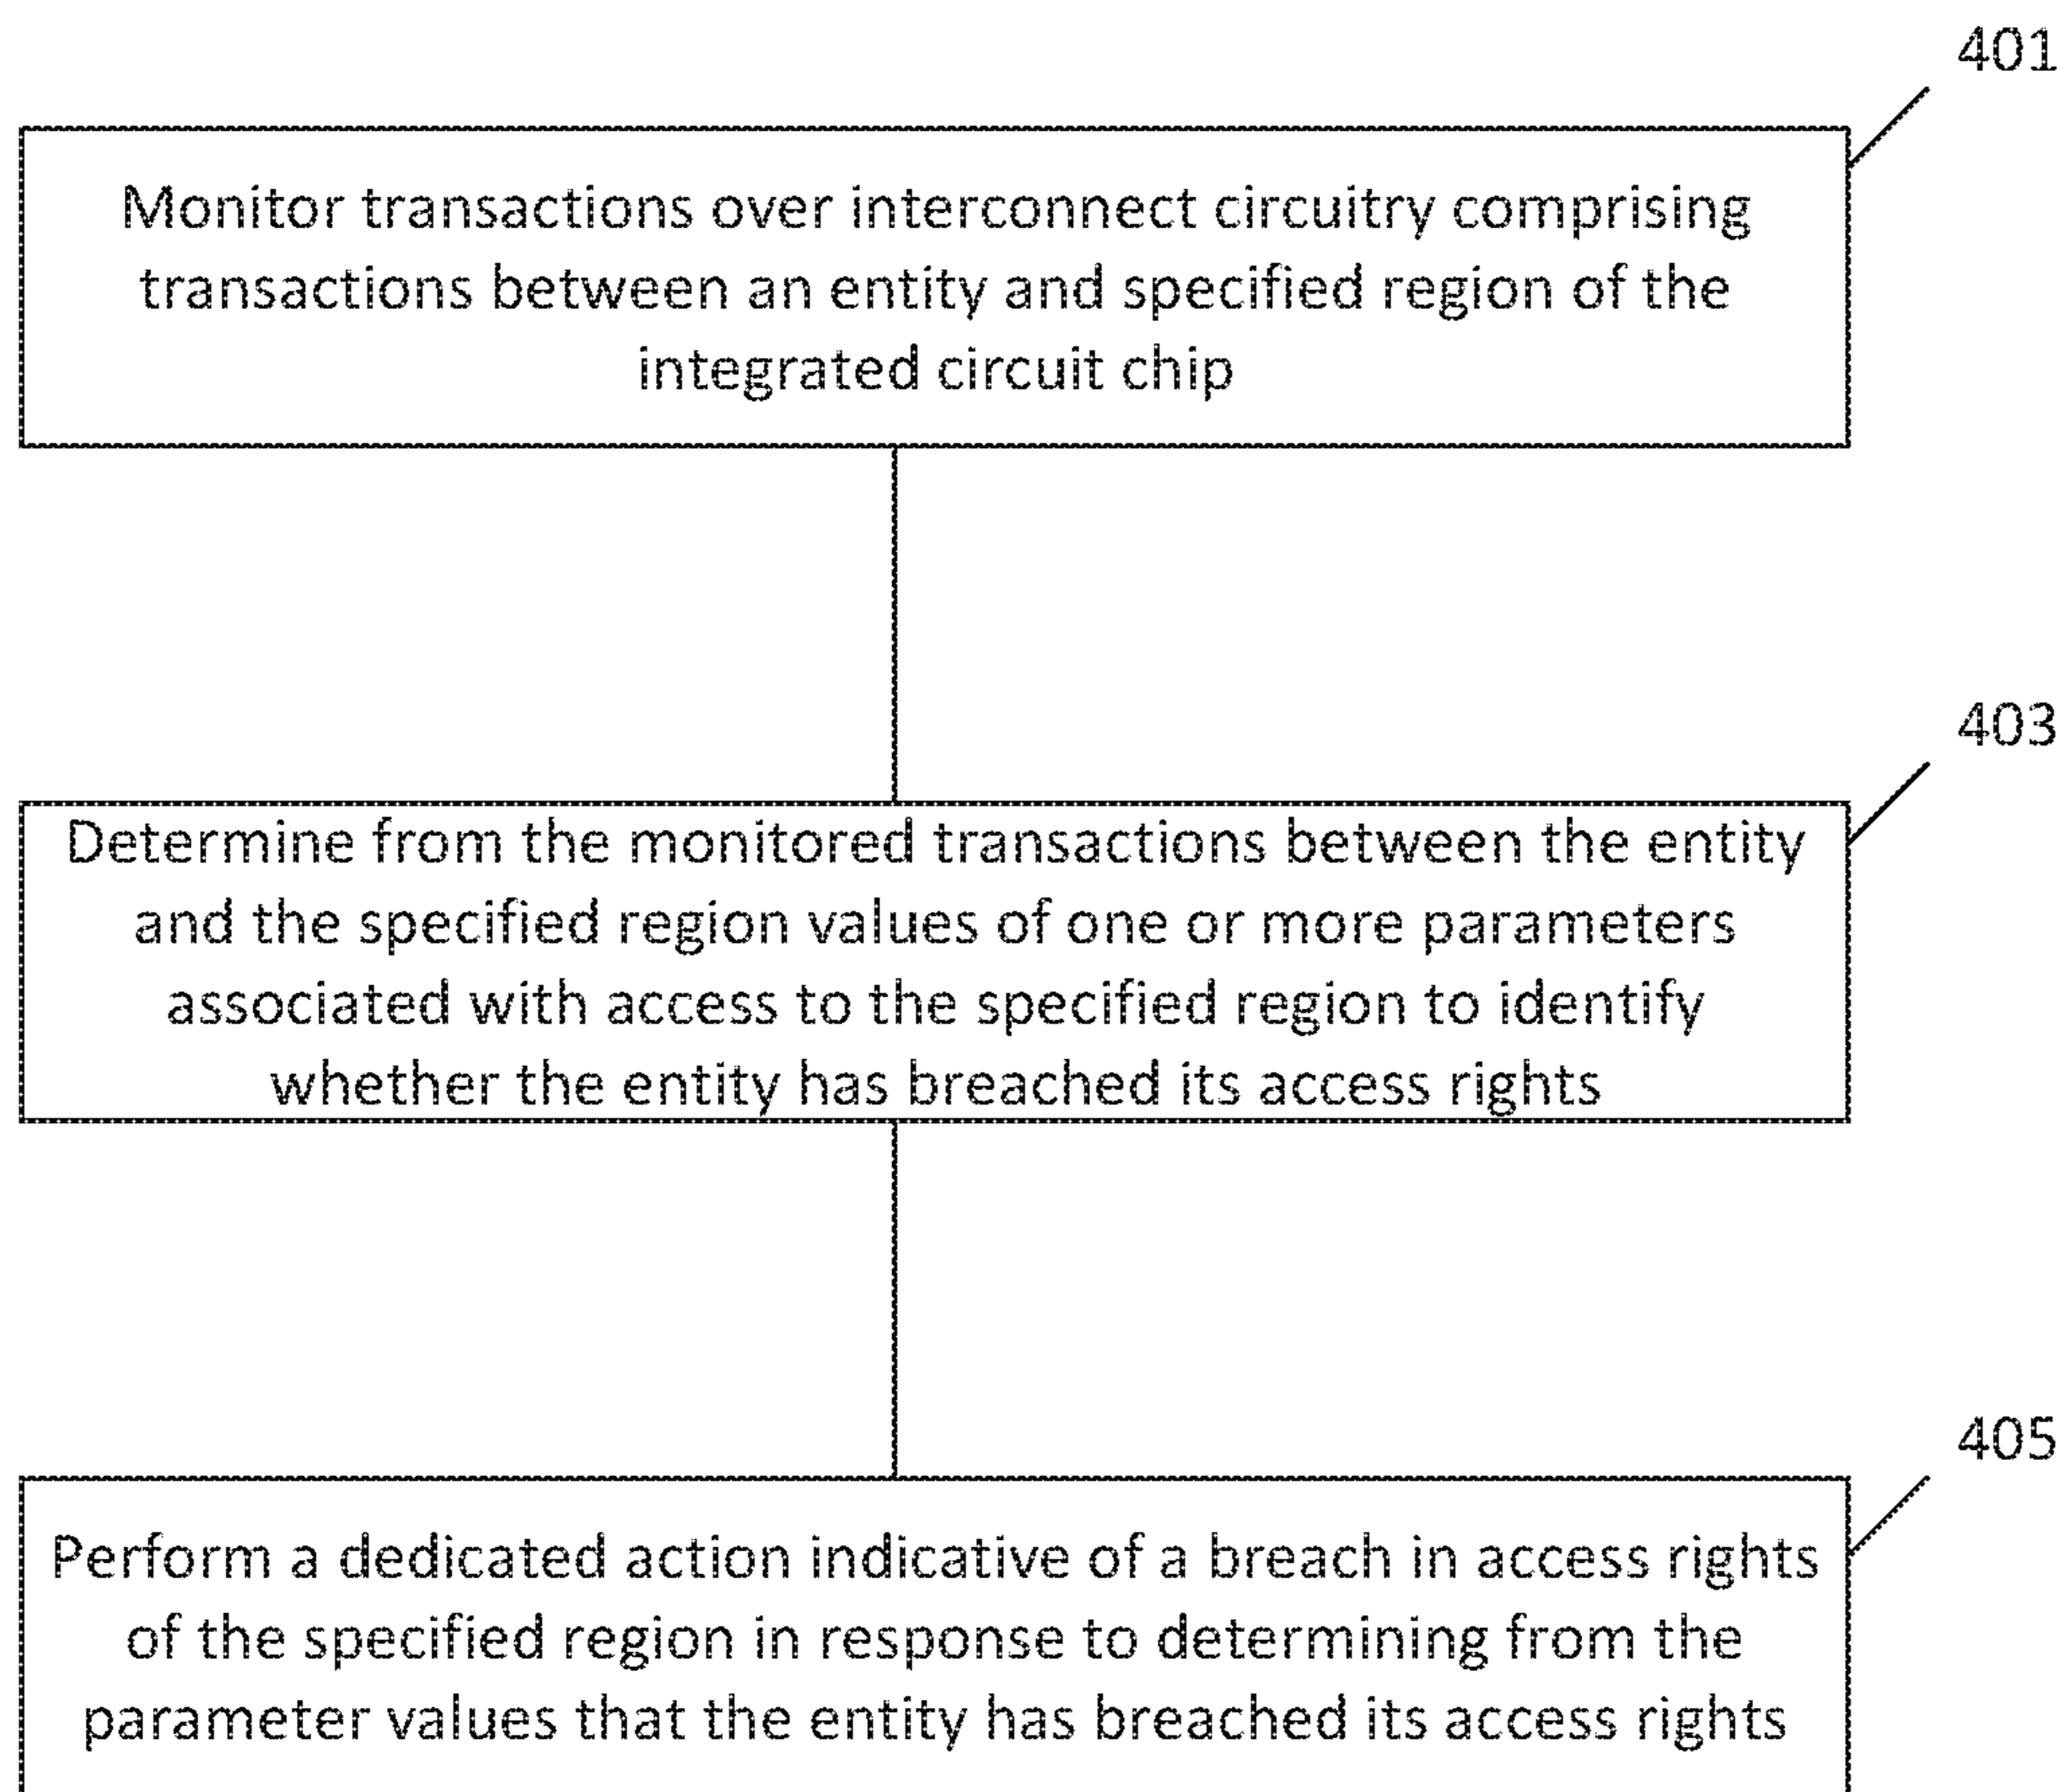 401
Monitor transactions over interconnect circuitry comprising
transactions between an entity and specified region of the
integrated circuit chip
403
Determine from the monitored transactions between the entity
and the specified region values of one or more parameters
associated with access to the specified region to identify
whether the entity has breached its access rights
405
Perform a dedicated action indicative of a breach in access rights
of the specified region in response to determining from the
parameter values that the entity has breached its access rights